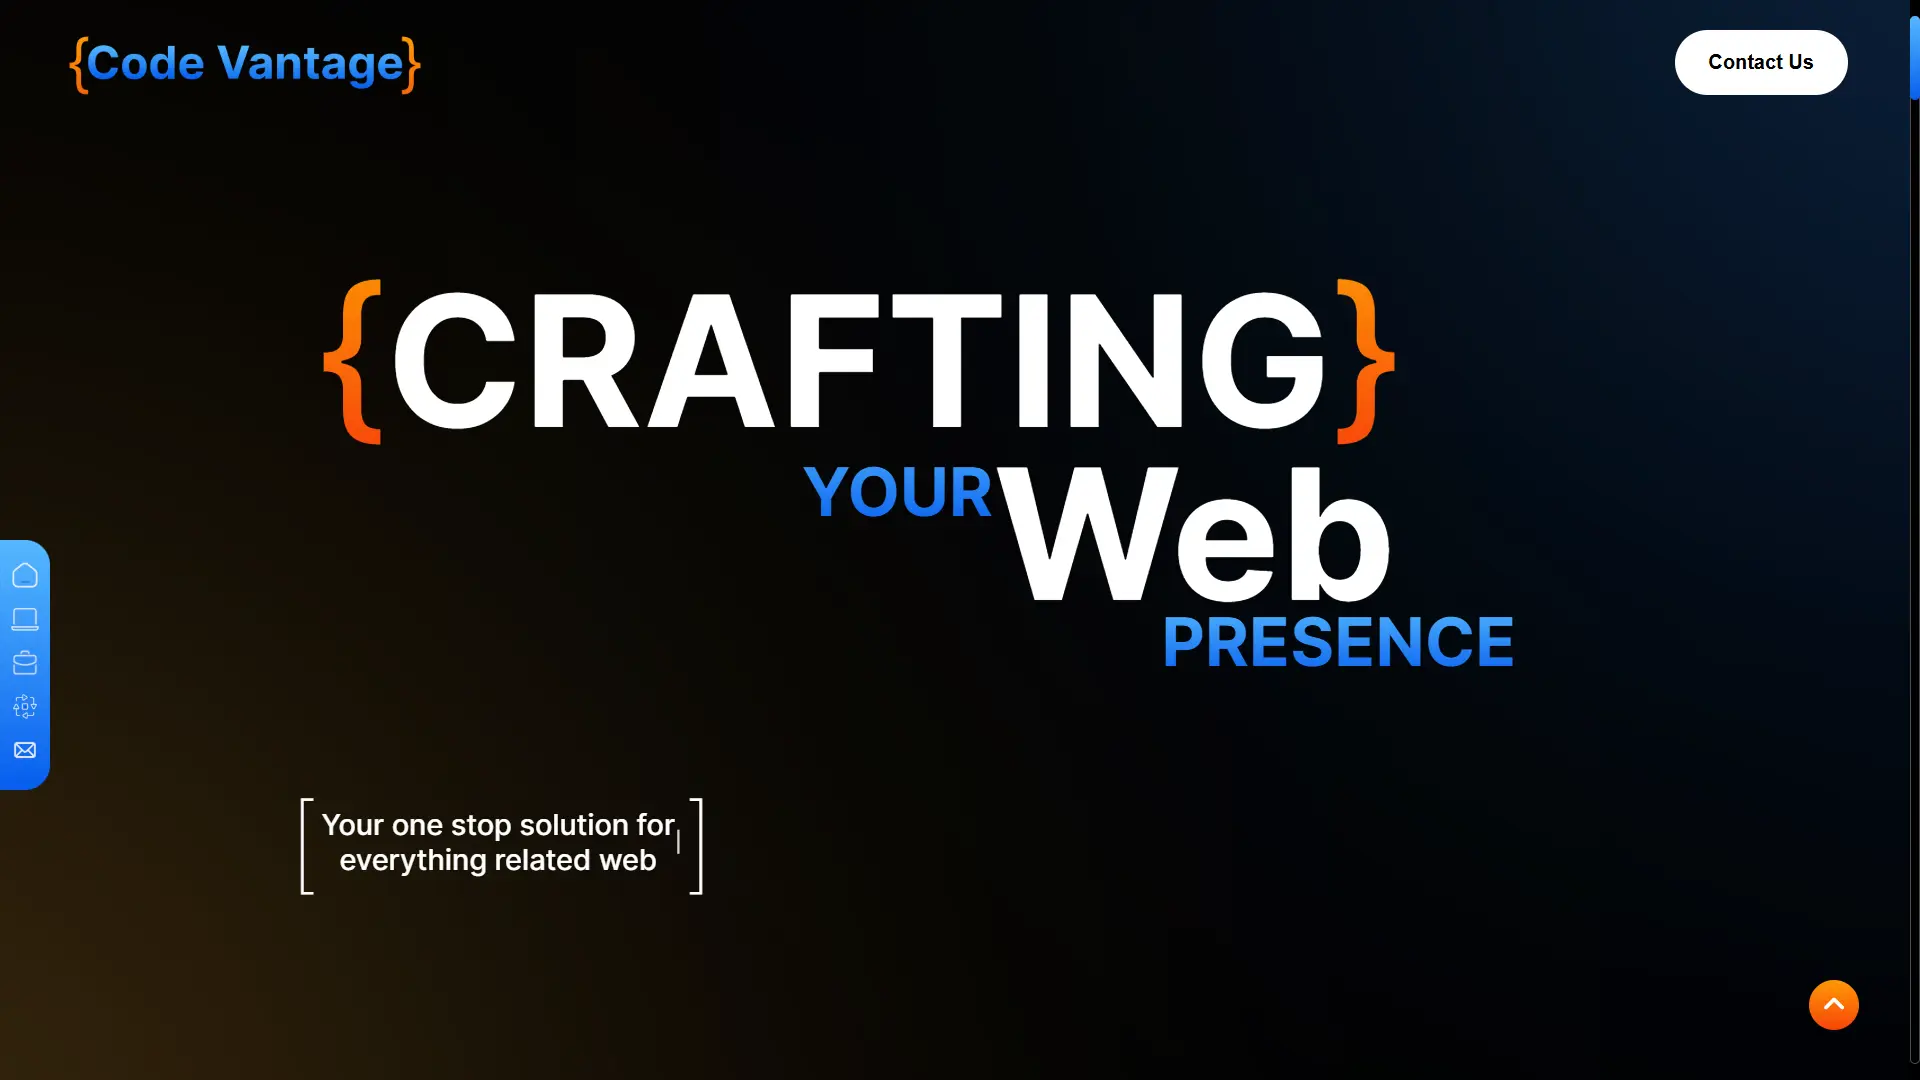 {Code Vantage}
Contact Us
{CRAFTING}
YOUR Web
PRESENCE
[Your one stop solution for
everything related web]